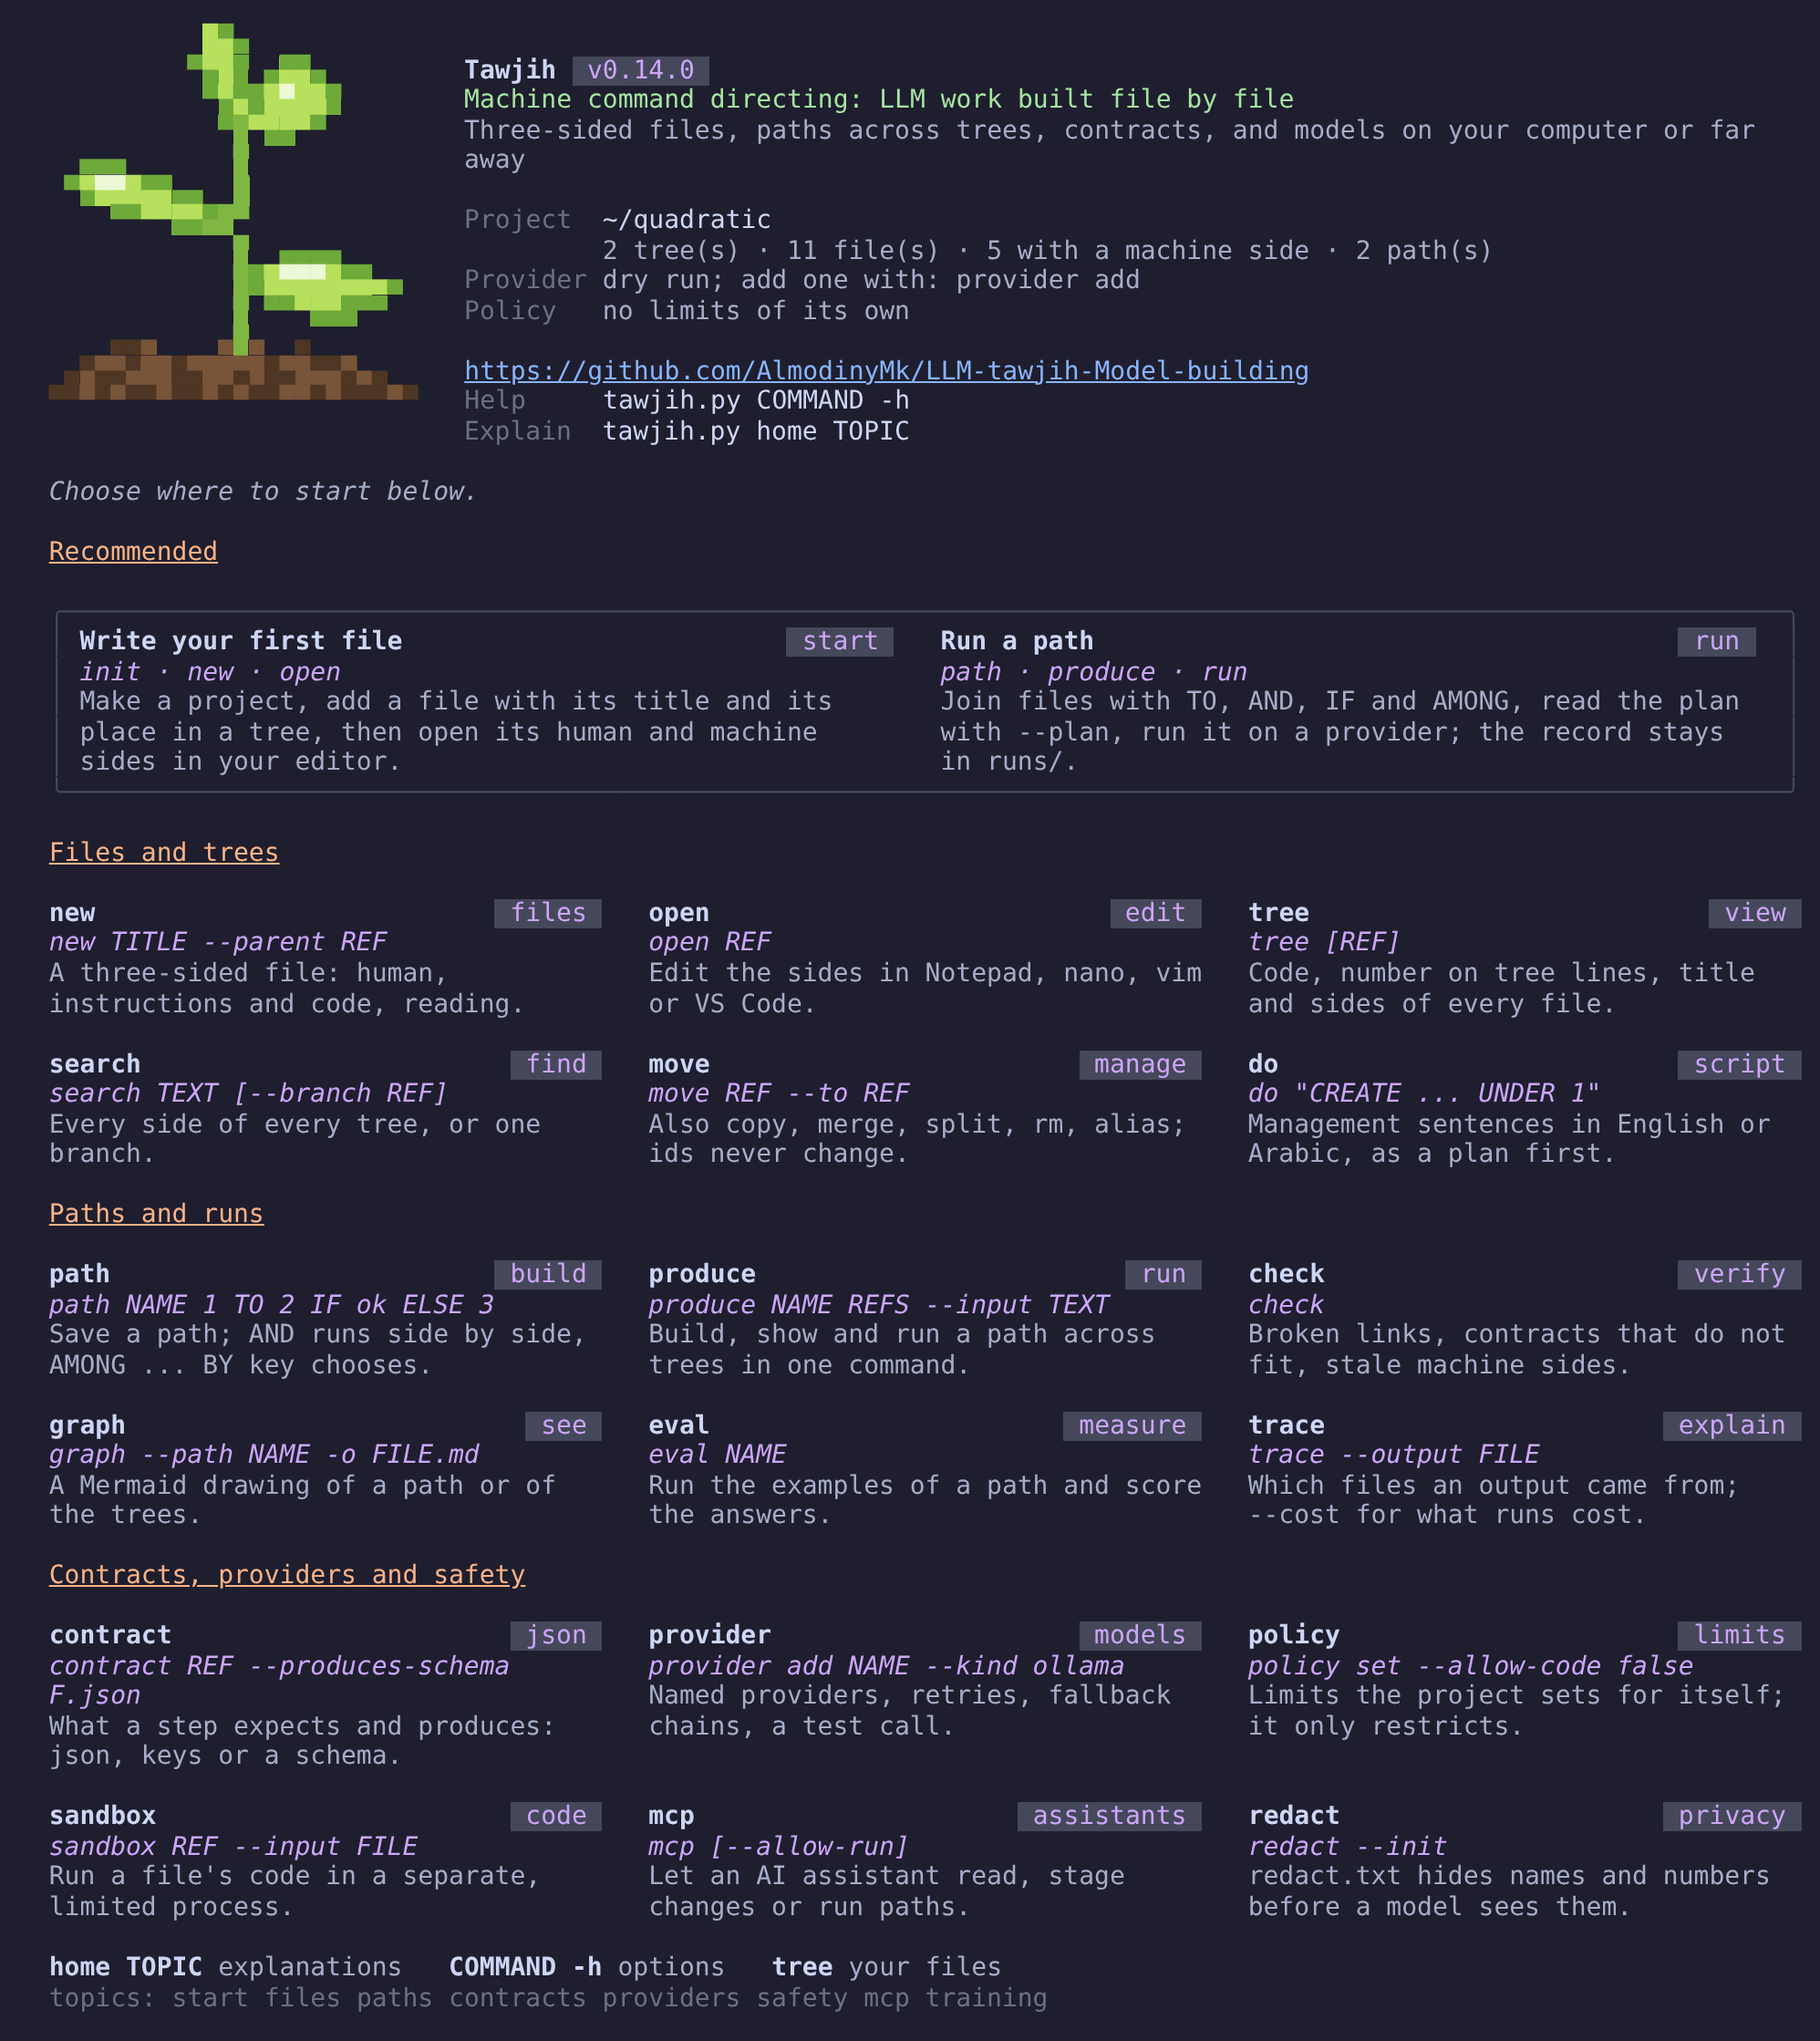 Tawjih v0.14.0
Machine command directing: LLM work built file by file
Three-sided files, paths across trees, contracts, and models on your computer or far
away
Project ~/quadratic
2 tree(s) · 11 file(s) · 5 with a machine side · 2 path(s)
Provider dry run; add one with: provider add
Policy no limits of its own
https://github.com/AlmodinyMk/LLM-tawjih-Model-building
Help tawjih.py COMMAND -h
Explain tawjih.py home TOPIC
Choose where to start below.
Recommended
Write your first file start
init · new · open
Make a project, add a file with its title and its
place in a tree, then open its human and machine
sides in your editor.
Run a path run
path · produce · run
Join files with TO, AND, IF and AMONG, read the plan
with --plan, run it on a provider; the record stays
in runs/.
Files and trees
new files
new TITLE --parent REF
A three-sided file: human,
instructions and code, reading.
open edit
open REF
Edit the sides in Notepad, nano, vim
or VS Code.
tree view
tree [REF]
Code, number on tree lines, title
and sides of every file.
search find
search TEXT [--branch REF]
Every side of every tree, or one
branch.
move manage
move REF --to REF
Also copy, merge, split, rm, alias;
ids never change.
do script
do "CREATE ... UNDER 1"
Management sentences in English or
Arabic, as a plan first.
Paths and runs
path build
path NAME 1 TO 2 IF ok ELSE 3
Save a path; AND runs side by side,
AMONG ... BY key chooses.
produce run
produce NAME REFS --input TEXT
Build, show and run a path across
trees in one command.
check verify
check
Broken links, contracts that do not
fit, stale machine sides.
graph see
graph --path NAME -o FILE.md
A Mermaid drawing of a path or of
the trees.
eval measure
eval NAME
Run the examples of a path and score
the answers.
trace explain
trace --output FILE
Which files an output came from;
--cost for what runs cost.
Contracts, providers and safety
contract json
contract REF --produces-schema
F.json
What a step expects and produces:
json, keys or a schema.
provider models
provider add NAME --kind ollama
Named providers, retries, fallback
chains, a test call.
policy limits
policy set --allow-code false
Limits the project sets for itself;
it only restricts.
sandbox code
sandbox REF --input FILE
Run a file's code in a separate,
limited process.
mcp assistants
mcp [--allow-run]
Let an AI assistant read, stage
changes or run paths.
redact privacy
redact --init
redact.txt hides names and numbers
before a model sees them.
home TOPIC explanations COMMAND -h options tree your files
topics: start files paths contracts providers safety mcp training